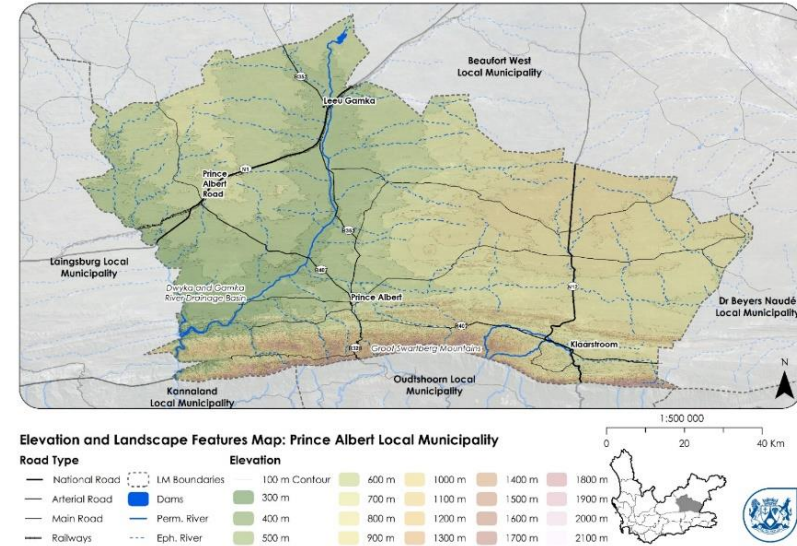 Beaufort West
Local Municipality
R353
Leeu Gamka
N1
Prince
Albert
Road
Laingsburg Local
Municipality
Dwyka and Gamka
River Drainage Basin
R407
Prince Albert
N12
Dr Beyers Naudé
Local Municipality
Groot Swartberg Mountains
Klaarstroom
Kannaland
Local Municipality
Oudtshoorn Local
Municipality
N
1:500 000
0 20 40 Km
Elevation and Landscape Features Map: Prince Albert Local Municipality
Road Type
National Road
Arterial Road
Main Road
Railways
LM Boundaries
Dams
Perm. River
Eph. River
Elevation
100 m Contour
300 m
400 m
500 m
600 m
700 m
800 m
900 m
1000 m
1100 m
1200 m
1300 m
1400 m
1500 m
1600 m
1700 m
1800 m
1900 m
2000 m
2100 m